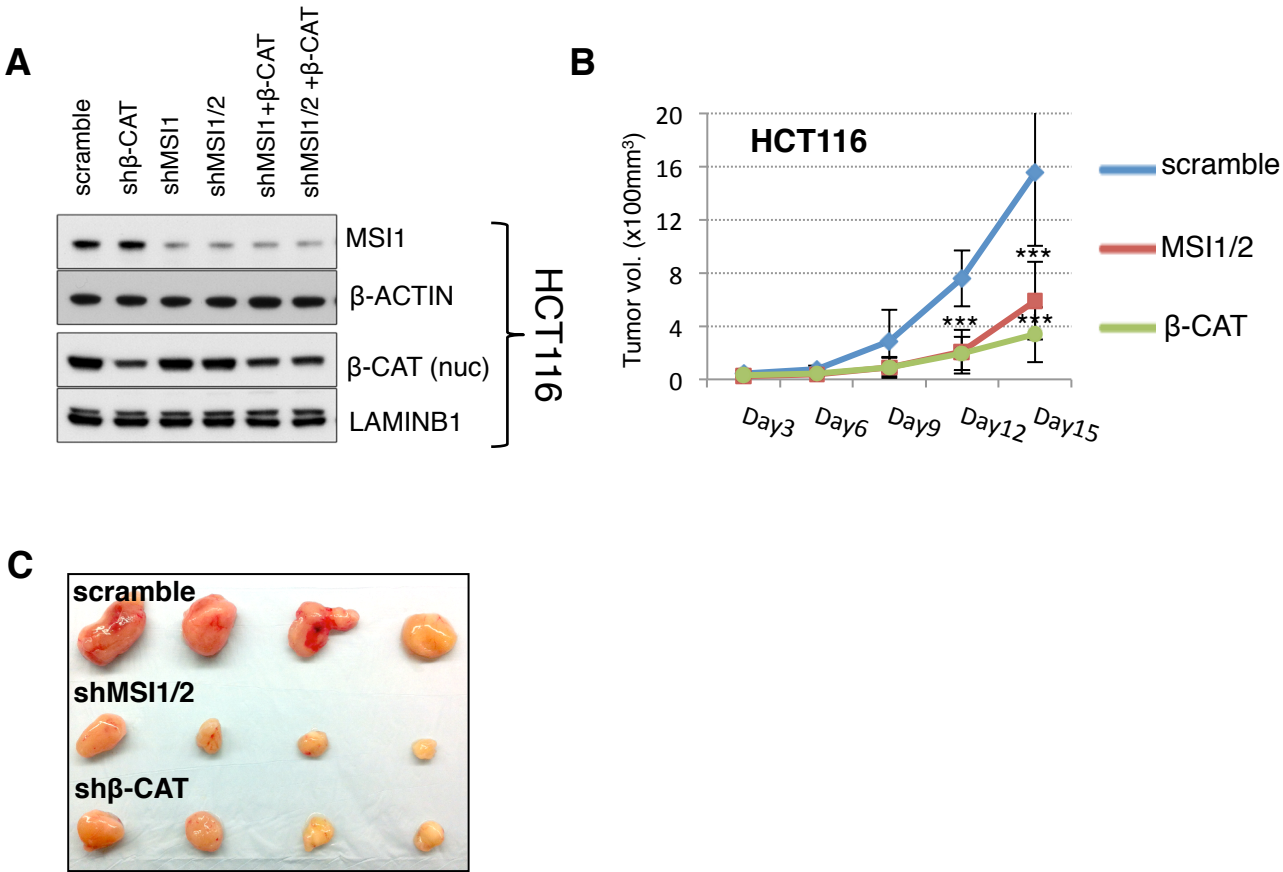 A
scramble
shβ-CAT
shMSI1
shMSI1/2
shMSI1+β-CAT
shMSI1/2 +β-CAT
MSI1
β-ACTIN
β-CAT (nuc)
LAMINB1
HCT116
B
Tumor vol. (x100mm³)
20
16
12
8
4
0
HCT116
***
***
***
Day3
Day6
Day9
Day12
Day15
scramble
MSI1/2
β-CAT
C
scramble
shMSI1/2
shβ-CAT